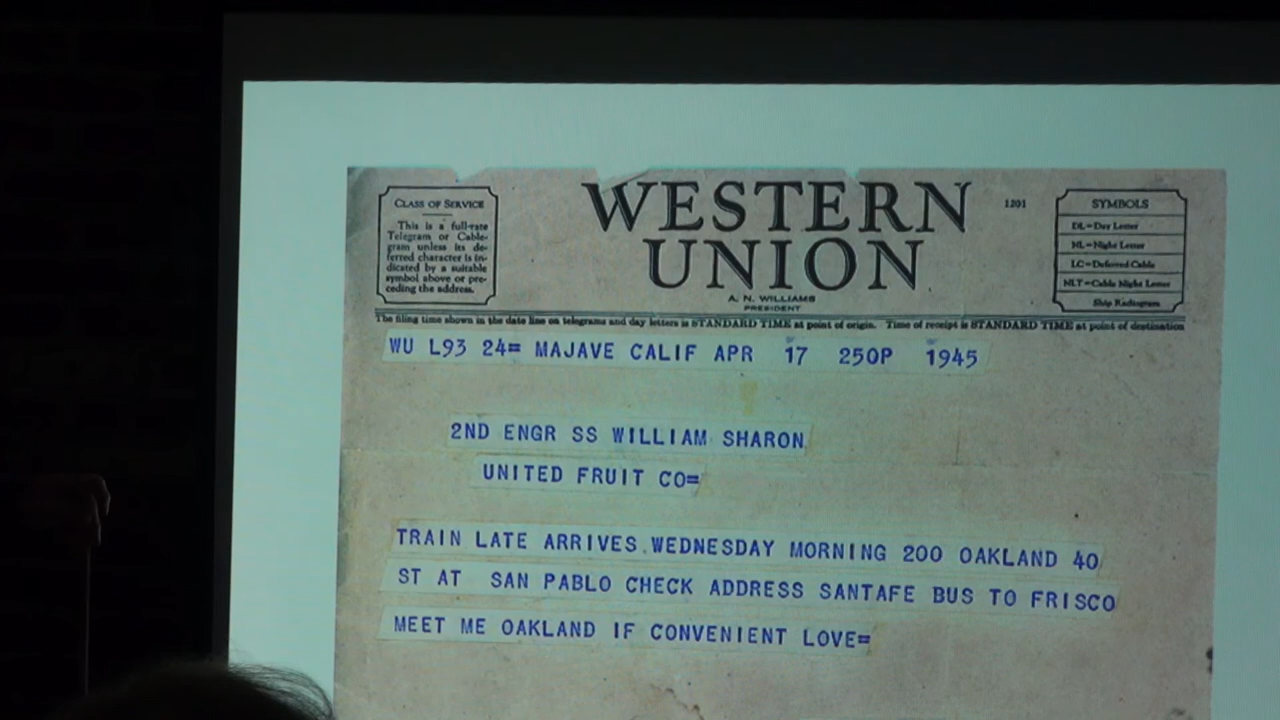 CLASS OF SERVICE
This is a full-rate
Telegram or Cable-
gram unless its de-
ferred character is in-
dicated by a suitable
symbol above or pre-
ceding the address.
WESTERN
UNION
A. N. WILLIAMS
PRESIDENT
1201
SYMBOLS
DL=Day Letter
NL=Night Letter
LC=Deferred Cable
NLT=Cable Night Letter
Ship Radiogram
The filing time shown in the date line on telegrams and day letters is STANDARD TIME at point of origin. Time of receipt is STANDARD TIME at point of destination
WU L93 24= MAJAVE CALIF APR 17 250P 1945
2ND ENGR SS WILLIAM SHARON
UNITED FRUIT CO=
TRAIN LATE ARRIVES WEDNESDAY MORNING 200 OAKLAND 40
ST AT SAN PABLO CHECK ADDRESS SANTAFE BUS TO FRISCO
MEET ME OAKLAND IF CONVENIENT LOVE=